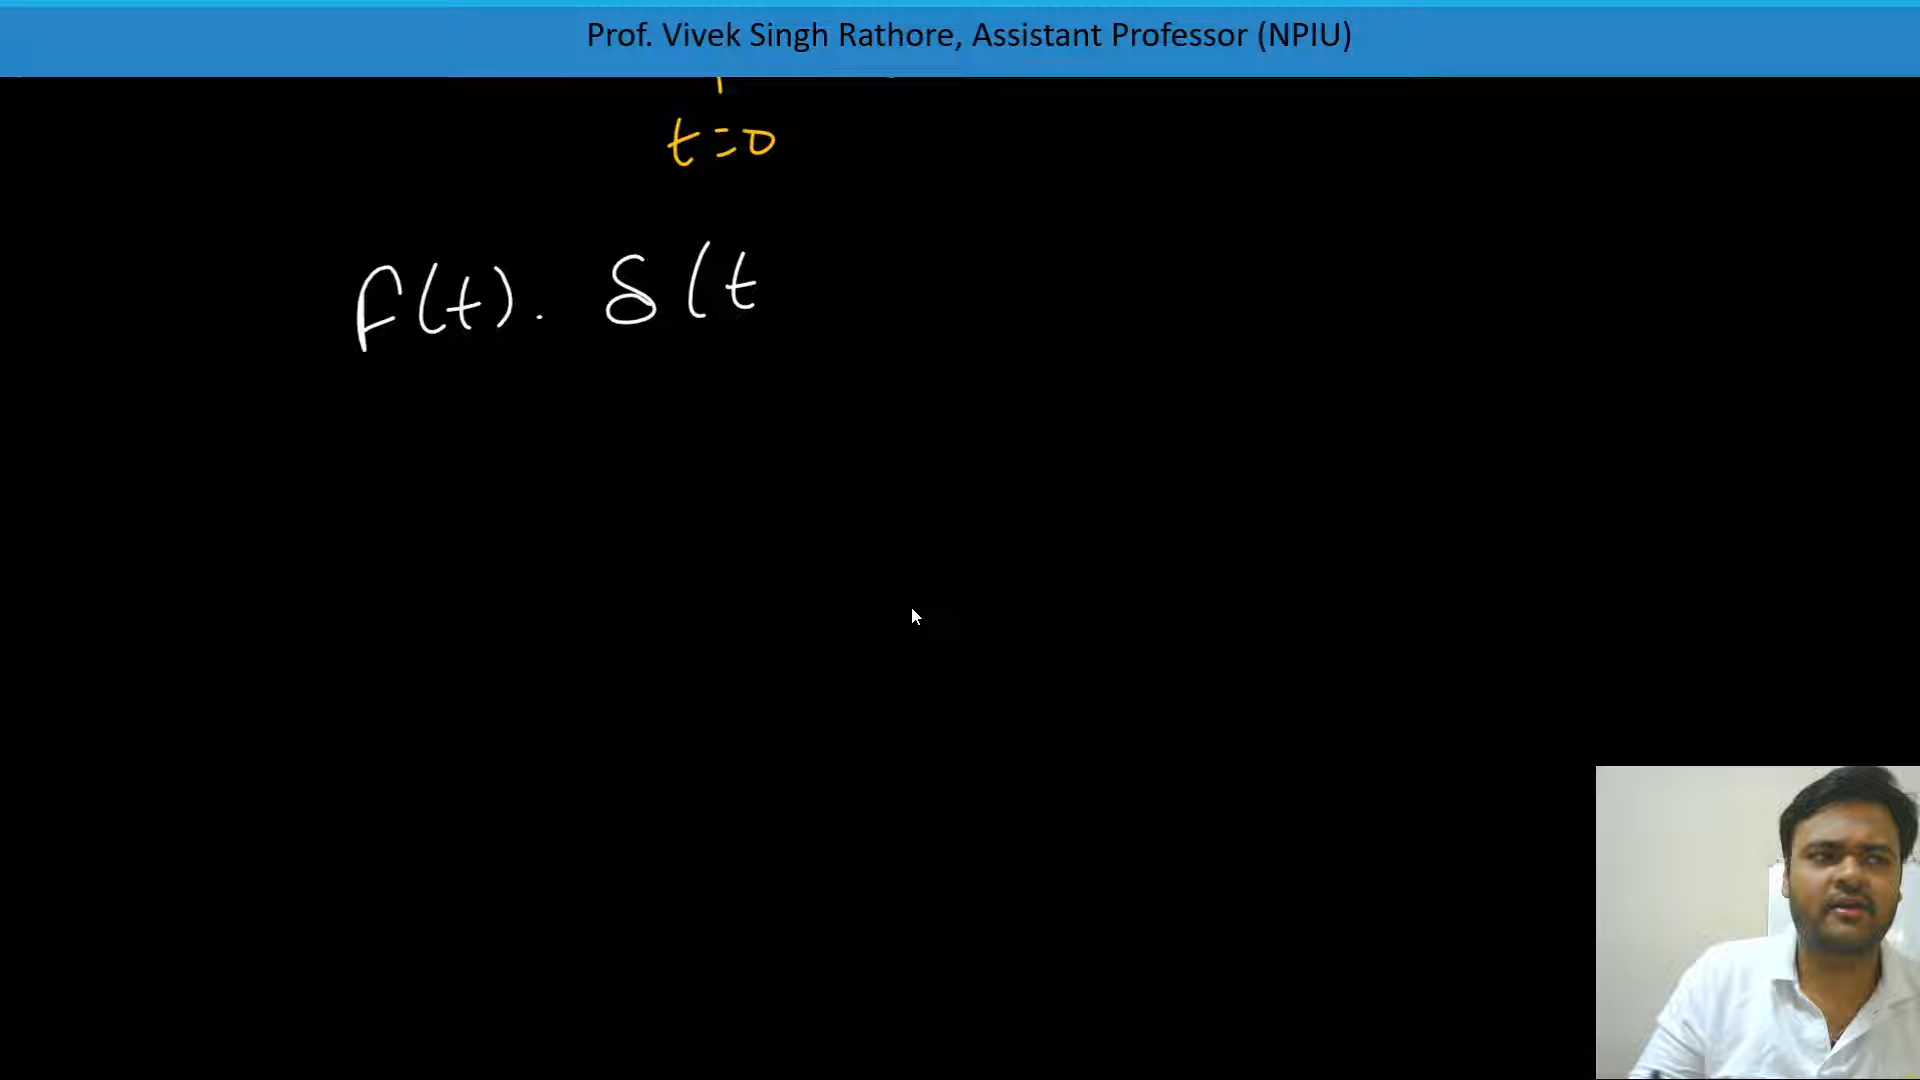 Prof. Vivek Singh Rathore, Assistant Professor (NPIU)
t=0
f(t). δ(t